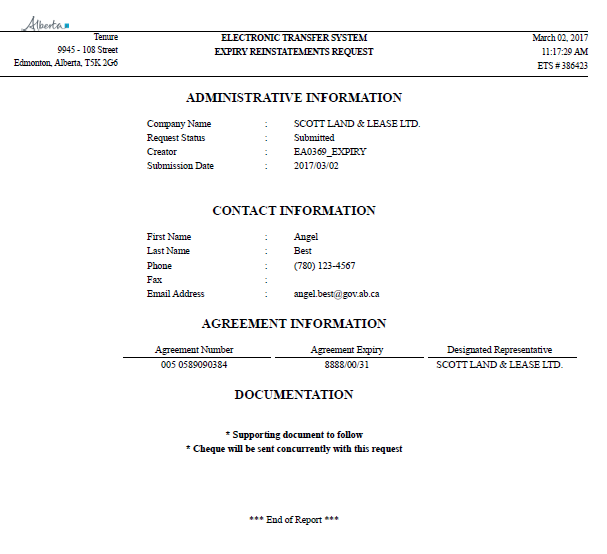 Alberta
Tenure
9945 - 108 Street
Edmonton, Alberta, T5K 2G6
ELECTRONIC TRANSFER SYSTEM
EXPIRY REINSTATEMENTS REQUEST
March 02, 2017
11:17:29 AM
ETS # 386423
ADMINISTRATIVE INFORMATION
Company Name : SCOTT LAND & LEASE LTD.
Request Status : Submitted
Creator : EA0369_EXPIRY
Submission Date : 2017/03/02
CONTACT INFORMATION
First Name : Angel
Last Name : Best
Phone : (780) 123-4567
Fax :
Email Address : angel.best@gov.ab.ca
AGREEMENT INFORMATION
Agreement Number Agreement Expiry Designated Representative
005 0589090384 8888/00/31 SCOTT LAND & LEASE LTD.
DOCUMENTATION
* Supporting document to follow
* Cheque will be sent concurrently with this request
*** End of Report ***